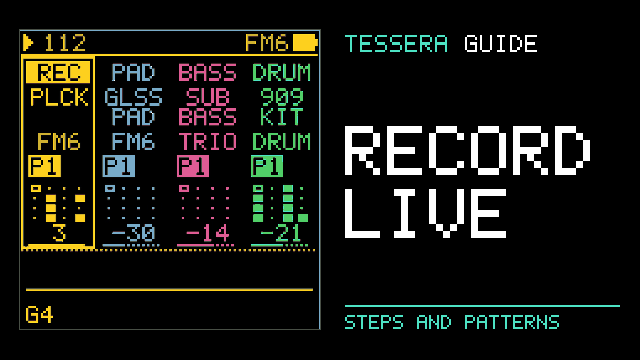 112 FM6
REC PAD BASS DRUM
PLCK GLSS SUB 909
PAD BASS KIT
FM6 FM6 TRIO DRUM
P1 P1 P1 P1
3 -30 -14 -21
G4
TESSERA GUIDE
RECORD
LIVE
STEPS AND PATTERNS